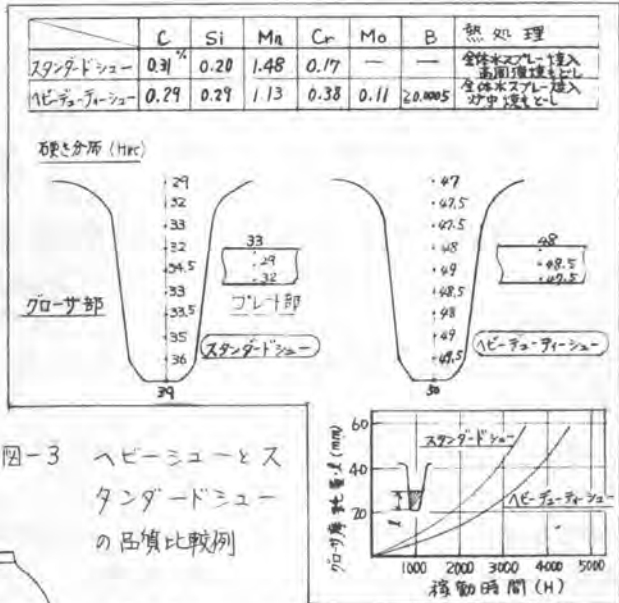 C Si Mn Cr Mo B 熱処理
スタンダードシュー 0.31% 0.20 1.48 0.17 — — 全体水スプレー焼入 高周波焼もどし
ヘビーデューティーシュー 0.29 0.29 1.13 0.38 0.11 ≧0.0005 全体水スプレー焼入 炉中焼もどし
硬さ分布 (HRC)
29
32
33
32
34.5
33
33.5
35
36
39
33
29
32
グローサ部
プレート部
スタンダードシュー
47
47.5
47.5
48
49
48.5
48
49
49.5
50
48
48.5
47.5
ヘビーデューティーシュー
図-3 ヘビーシューとス
タンダードシュー
の品質比較例
グローサ摩耗量・l (mm)
60
40
20
スタンダードシュー
ヘビーデューティーシュー
l
1000 2000 3000 4000 5000
稼動時間 (H)